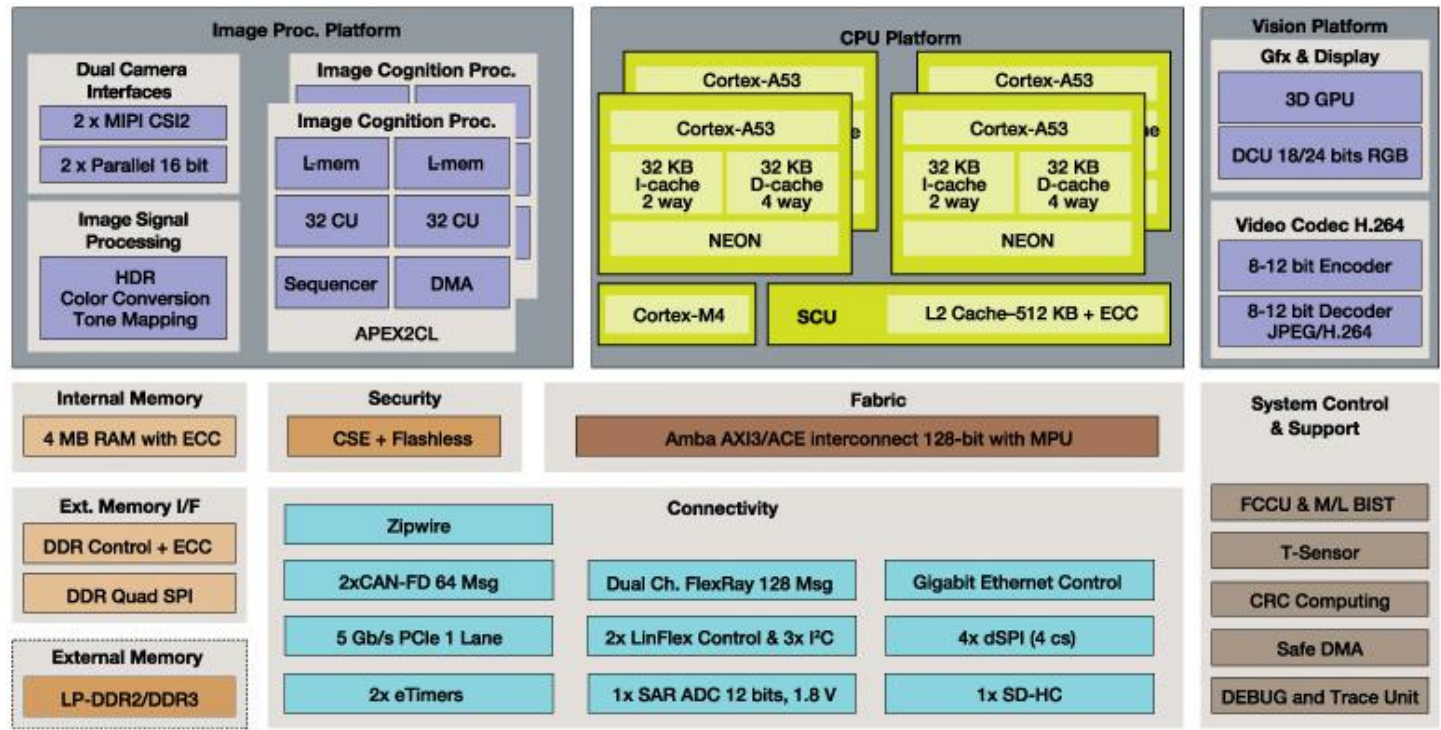 Image Proc. Platform
Dual Camera
Interfaces
2 x MIPI CSI2
2 x Parallel 16 bit
Image Signal
Processing
HDR
Color Conversion
Tone Mapping
Image Cognition Proc.
Image Cognition Proc.
L-mem
L-mem
32 CU
32 CU
Sequencer
DMA
APEX2CL
CPU Platform
Cortex-A53
Cortex-A53
32 KB
I-cache
2 way
32 KB
D-cache
4 way
NEON
Cortex-A53
Cortex-A53
32 KB
I-cache
2 way
32 KB
D-cache
4 way
NEON
Cortex-M4
SCU
L2 Cache–512 KB + ECC
Vision Platform
Gfx & Display
3D GPU
DCU 18/24 bits RGB
Video Codec H.264
8-12 bit Encoder
8-12 bit Decoder
JPEG/H.264
Internal Memory
4 MB RAM with ECC
Security
CSE + Flashless
Fabric
Amba AXI3/ACE interconnect 128-bit with MPU
System Control
& Support
FCCU & M/L BIST
T-Sensor
CRC Computing
Safe DMA
DEBUG and Trace Unit
Ext. Memory I/F
DDR Control + ECC
DDR Quad SPI
External Memory
LP-DDR2/DDR3
Connectivity
Zipwire
2xCAN-FD 64 Msg
Dual Ch. FlexRay 128 Msg
Gigabit Ethernet Control
5 Gb/s PCIe 1 Lane
2x LinFlex Control & 3x I²C
4x dSPI (4 cs)
2x eTimers
1x SAR ADC 12 bits, 1.8 V
1x SD-HC